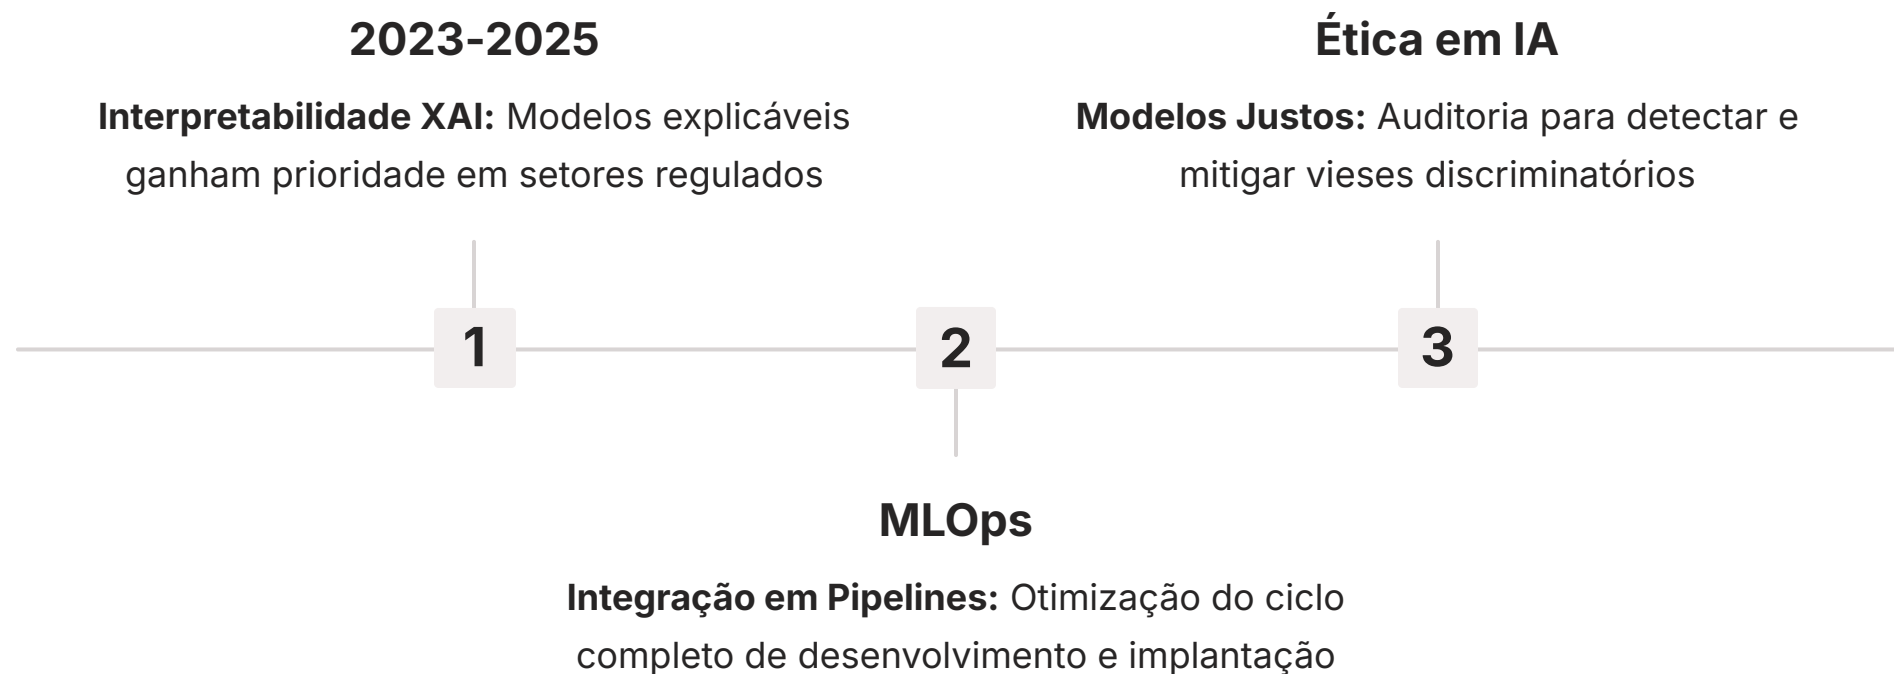 2023-2025
Interpretabilidade XAI: Modelos explicáveis
ganham prioridade em setores regulados
Ética em IA
Modelos Justos: Auditoria para detectar e
mitigar vieses discriminatórios
1
2
3
MLOps
Integração em Pipelines: Otimização do ciclo
completo de desenvolvimento e implantação